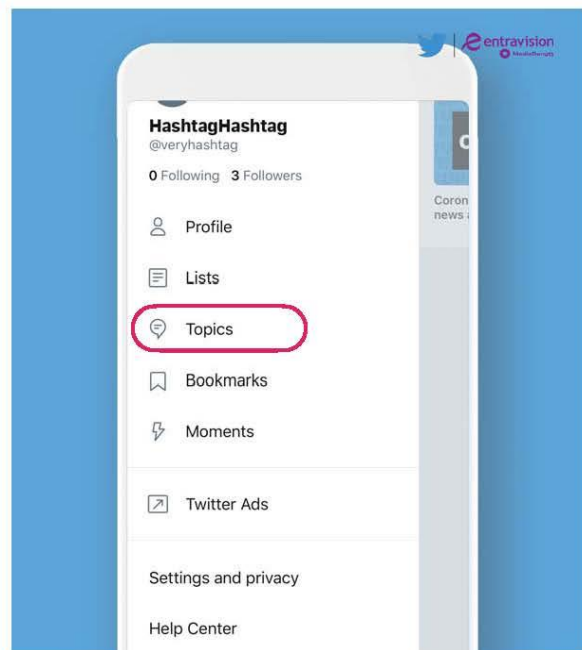 entravision
HashtagHashtag
@veryhashtag
0 Following 3 Followers
Coron
news
Profile
Lists
Topics
Bookmarks
Moments
Twitter Ads
Settings and privacy
Help Center